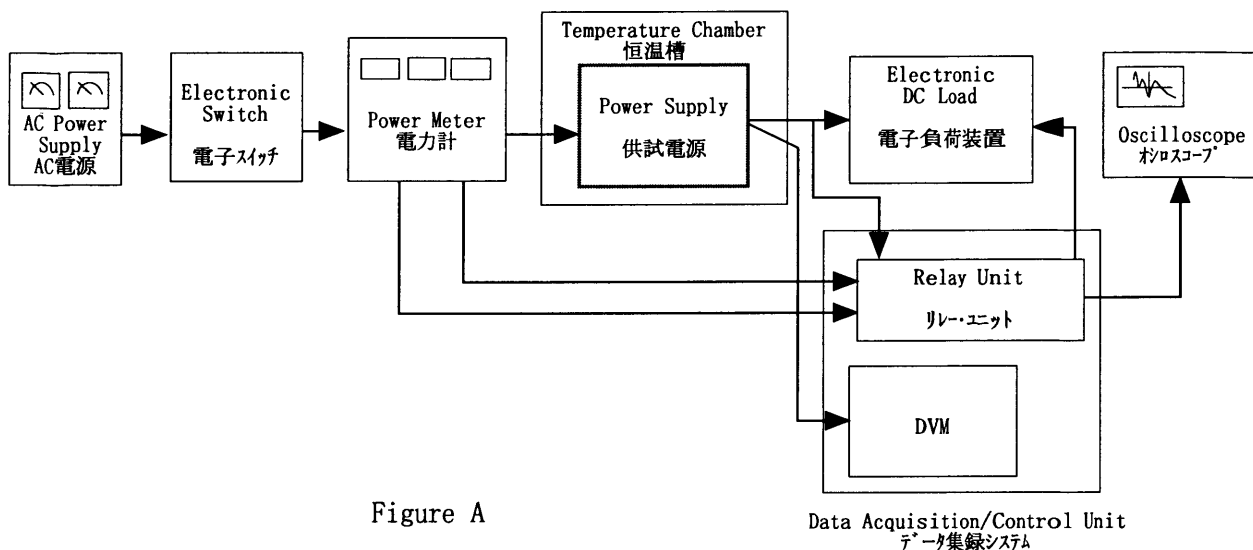 AC Power
Supply
AC電源
Electronic
Switch
電子スイッチ
Power Meter
電力計
Temperature Chamber
恒温槽
Power Supply
供試電源
Electronic
DC Load
電子負荷装置
Oscilloscope
オシロスコープ
Relay Unit
リレー・ユニット
DVM
Data Acquisition/Control Unit
データ集録システム
Figure A